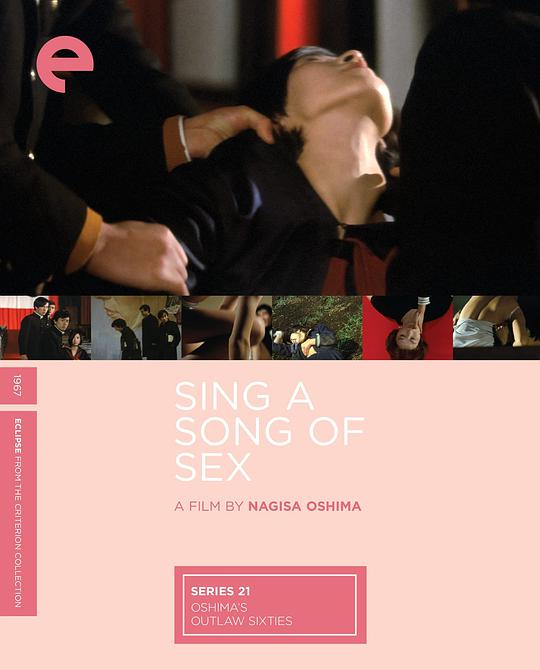 e
1967
ECLIPSE FROM THE CRITERION COLLECTION
SING A
SONG OF
SEX
A FILM BY NAGISA OSHIMA
SERIES 21
OSHIMA'S
OUTLAW SIXTIES